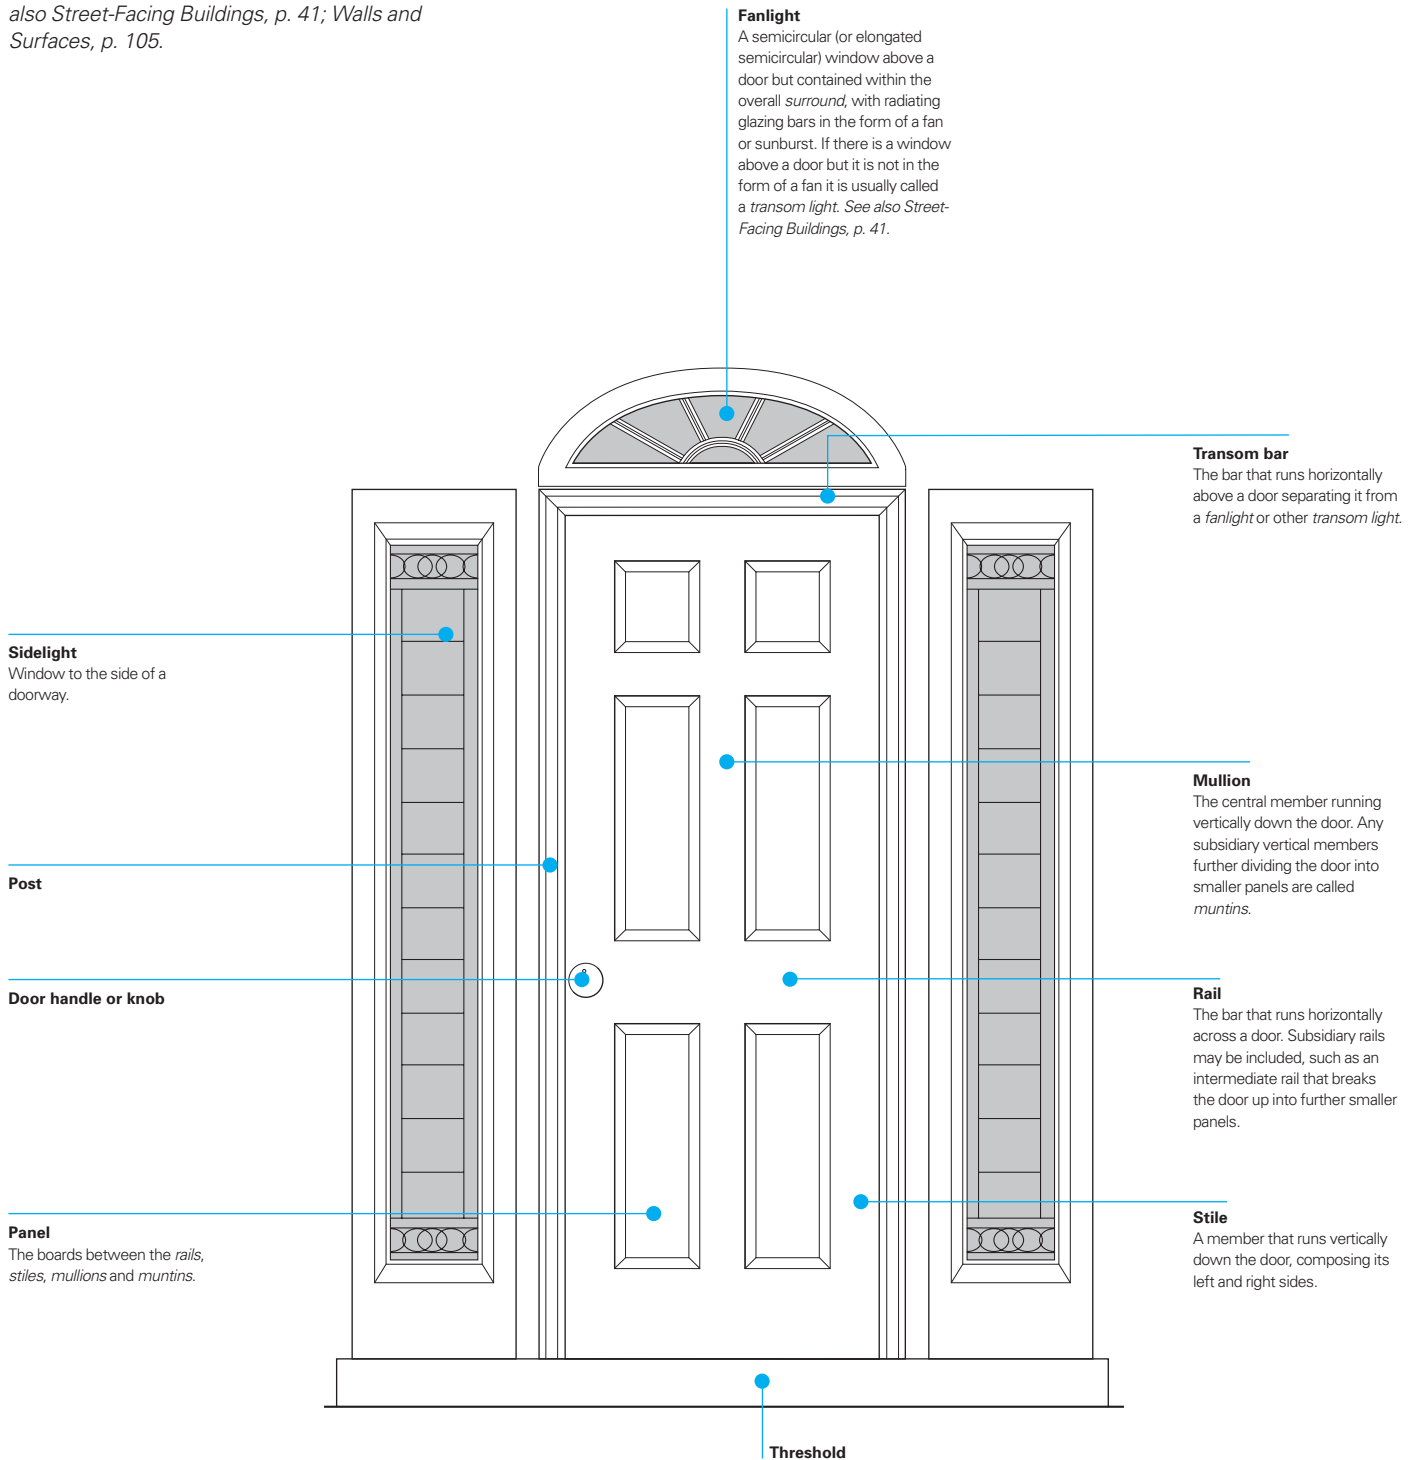 also Street-Facing Buildings, p. 41; Walls and
Surfaces, p. 105.
Fanlight
A semicircular (or elongated
semicircular) window above a
door but contained within the
overall surround, with radiating
glazing bars in the form of a fan
or sunburst. If there is a window
above a door but it is not in the
form of a fan it is usually called
a transom light. See also Street-
Facing Buildings, p. 41.
Transom bar
The bar that runs horizontally
above a door separating it from
a fanlight or other transom light.
Sidelight
Window to the side of a
doorway.
Mullion
The central member running
vertically down the door. Any
subsidiary vertical members
further dividing the door into
smaller panels are called
muntins.
Post
Door handle or knob
Rail
The bar that runs horizontally
across a door. Subsidiary rails
may be included, such as an
intermediate rail that breaks
the door up into further smaller
panels.
Panel
The boards between the rails,
stiles, mullions and muntins.
Stile
A member that runs vertically
down the door, composing its
left and right sides.
Threshold